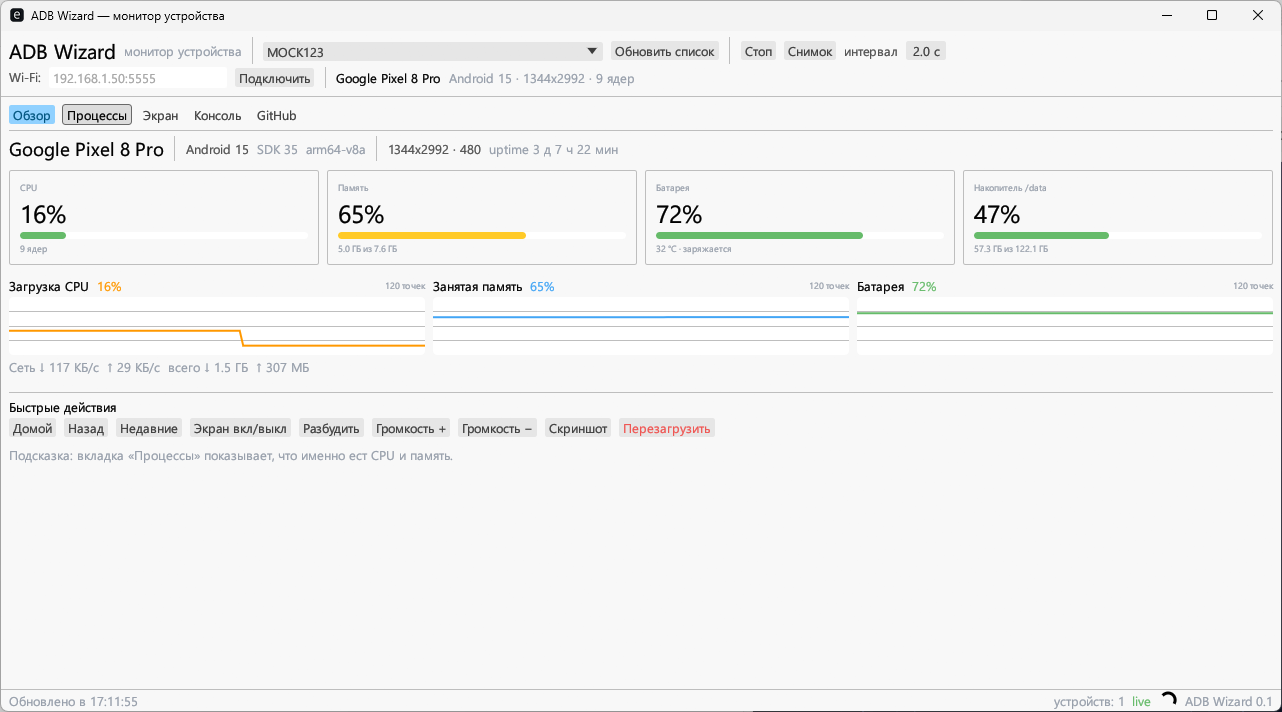 ADB Wizard — монитор устройства
ADB Wizard монитор устройства МОСК123 Обновить список Стоп Снимок интервал 2.0 с
Wi-Fi: 192.168.1.50:5555 Подключить Google Pixel 8 Pro Android 15 · 1344x2992 · 9 ядер
Обзор Процессы Экран Консоль GitHub
Google Pixel 8 Pro Android 15 SDK 35 arm64-v8a 1344x2992 · 480 uptime 3 д 7 ч 22 мин
CPU Память Батарея Накопитель /data
16% 65% 72% 47%
9 ядер 5.0 ГБ из 7.6 ГБ 32 °C · заряжается 57.3 ГБ из 122.1 ГБ
Загрузка CPU 16% 120 точек Занятая память 65% 120 точек Батарея 72% 120 точек
Сеть ↓ 117 КБ/с ↑ 29 КБ/с всего ↓ 1.5 ГБ ↑ 307 МБ
Быстрые действия
Домой Назад Недавние Экран вкл/выкл Разбудить Громкость + Громкость − Скриншот Перезагрузить
Подсказка: вкладка «Процессы» показывает, что именно ест CPU и память.
Обновлено в 17:11:55 устройств: 1 live ADB Wizard 0.1